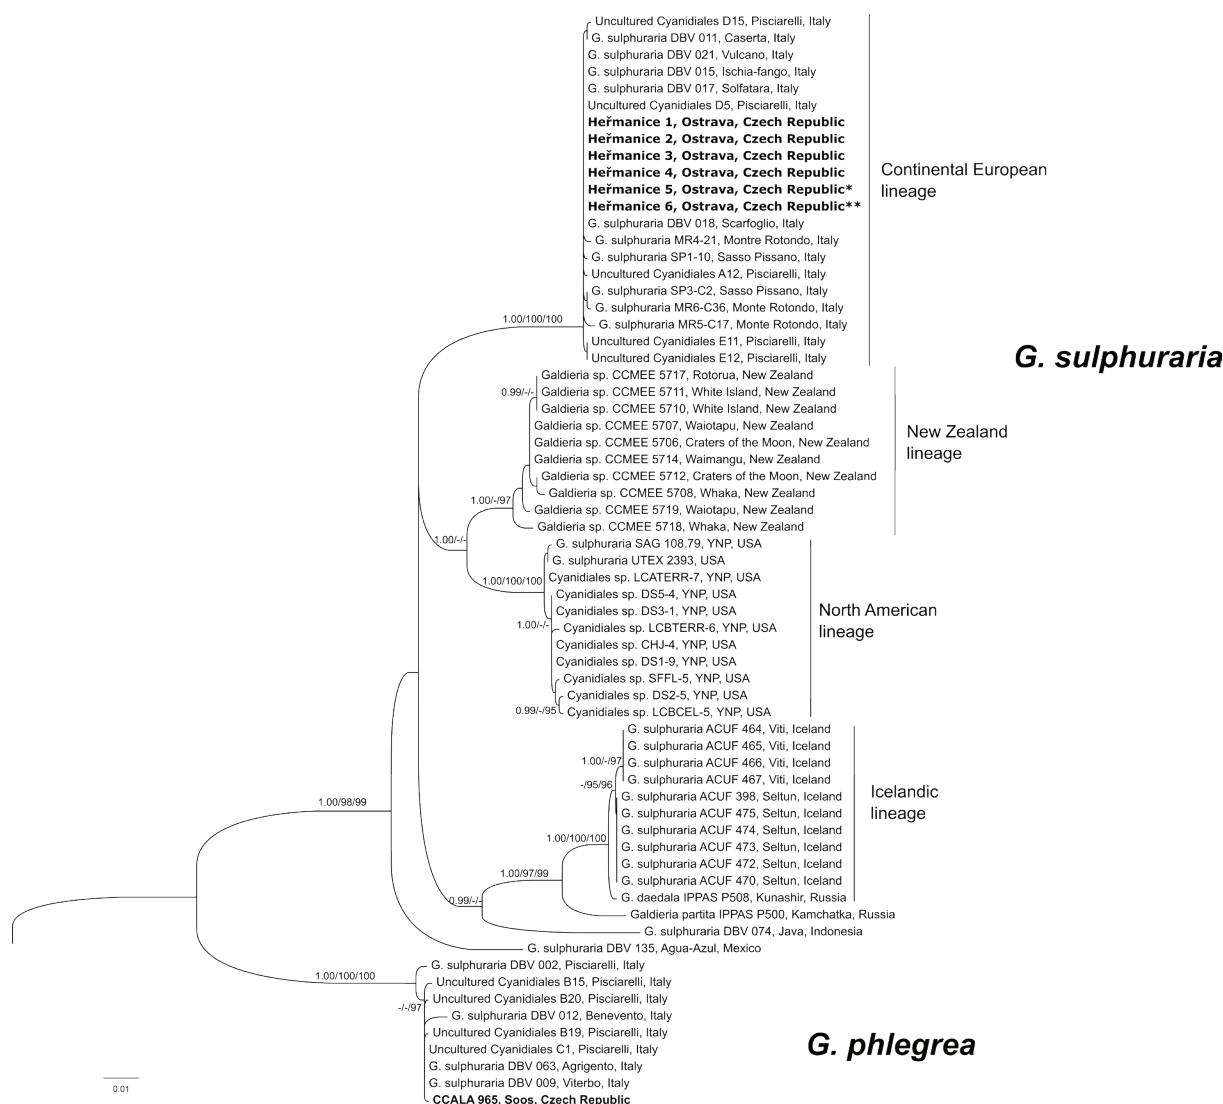 Uncultured Cyanidiales D15, Pisciarelli, Italy
G. sulphuraria DBV 011, Caserta, Italy
G. sulphuraria DBV 021, Vulcano, Italy
G. sulphuraria DBV 015, Ischia-fango, Italy
G. sulphuraria DBV 017, Solfatara, Italy
Uncultured Cyanidiales D5, Pisciarelli, Italy
Heřmanice 1, Ostrava, Czech Republic
Heřmanice 2, Ostrava, Czech Republic
Heřmanice 3, Ostrava, Czech Republic
Heřmanice 4, Ostrava, Czech Republic
Heřmanice 5, Ostrava, Czech Republic*
Heřmanice 6, Ostrava, Czech Republic**
G. sulphuraria DBV 018, Scarfoglio, Italy
G. sulphuraria MR4-21, Montre Rotondo, Italy
G. sulphuraria SP1-10, Sasso Pissano, Italy
Uncultured Cyanidiales A12, Pisciarelli, Italy
G. sulphuraria SP3-C2, Sasso Pissano, Italy
G. sulphuraria MR6-C36, Monte Rotondo, Italy
G. sulphuraria MR5-C17, Monte Rotondo, Italy
Uncultured Cyanidiales E11, Pisciarelli, Italy
Uncultured Cyanidiales E12, Pisciarelli, Italy
Continental European
lineage
1.00/100/100
G. sulphuraria
Galdieria sp. CCMEE 5717, Rotorua, New Zealand
Galdieria sp. CCMEE 5711, White Island, New Zealand
Galdieria sp. CCMEE 5710, White Island, New Zealand
Galdieria sp. CCMEE 5707, Waiotapu, New Zealand
Galdieria sp. CCMEE 5706, Craters of the Moon, New Zealand
Galdieria sp. CCMEE 5714, Waimangu, New Zealand
Galdieria sp. CCMEE 5712, Craters of the Moon, New Zealand
Galdieria sp. CCMEE 5708, Whaka, New Zealand
Galdieria sp. CCMEE 5719, Waiotapu, New Zealand
Galdieria sp. CCMEE 5718, Whaka, New Zealand
New Zealand
lineage
0.99/-/-
1.00/-/97
1.00/-/-
G. sulphuraria SAG 108.79, YNP, USA
G. sulphuraria UTEX 2393, USA
Cyanidiales sp. LCATERR-7, YNP, USA
Cyanidiales sp. DS5-4, YNP, USA
Cyanidiales sp. DS3-1, YNP, USA
Cyanidiales sp. LCBTERR-6, YNP, USA
Cyanidiales sp. CHJ-4, YNP, USA
Cyanidiales sp. DS1-9, YNP, USA
Cyanidiales sp. SFFL-5, YNP, USA
Cyanidiales sp. DS2-5, YNP, USA
Cyanidiales sp. LCBCEL-5, YNP, USA
North American
lineage
1.00/100/100
1.00/-/-
0.99/-/95
G. sulphuraria ACUF 464, Viti, Iceland
G. sulphuraria ACUF 465, Viti, Iceland
G. sulphuraria ACUF 466, Viti, Iceland
G. sulphuraria ACUF 467, Viti, Iceland
G. sulphuraria ACUF 398, Seltun, Iceland
G. sulphuraria ACUF 475, Seltun, Iceland
G. sulphuraria ACUF 474, Seltun, Iceland
G. sulphuraria ACUF 473, Seltun, Iceland
G. sulphuraria ACUF 472, Seltun, Iceland
G. sulphuraria ACUF 470, Seltun, Iceland
G. daedala IPPAS P508, Kunashir, Russia
Galdieria partita IPPAS P500, Kamchatka, Russia
G. sulphuraria DBV 074, Java, Indonesia
G. sulphuraria DBV 135, Agua-Azul, Mexico
Icelandic
lineage
1.00/-/97
-/95/96
1.00/100/100
1.00/97/99
0.99/-/-
1.00/98/99
G. sulphuraria DBV 002, Pisciarelli, Italy
Uncultured Cyanidiales B15, Pisciarelli, Italy
Uncultured Cyanidiales B20, Pisciarelli, Italy
G. sulphuraria DBV 012, Benevento, Italy
Uncultured Cyanidiales B19, Pisciarelli, Italy
Uncultured Cyanidiales C1, Pisciarelli, Italy
G. sulphuraria DBV 063, Agrigento, Italy
G. sulphuraria DBV 009, Viterbo, Italy
CCALA 965, Soos, Czech Republic
1.00/100/100
-/-/97
G. phlegrea
0.01